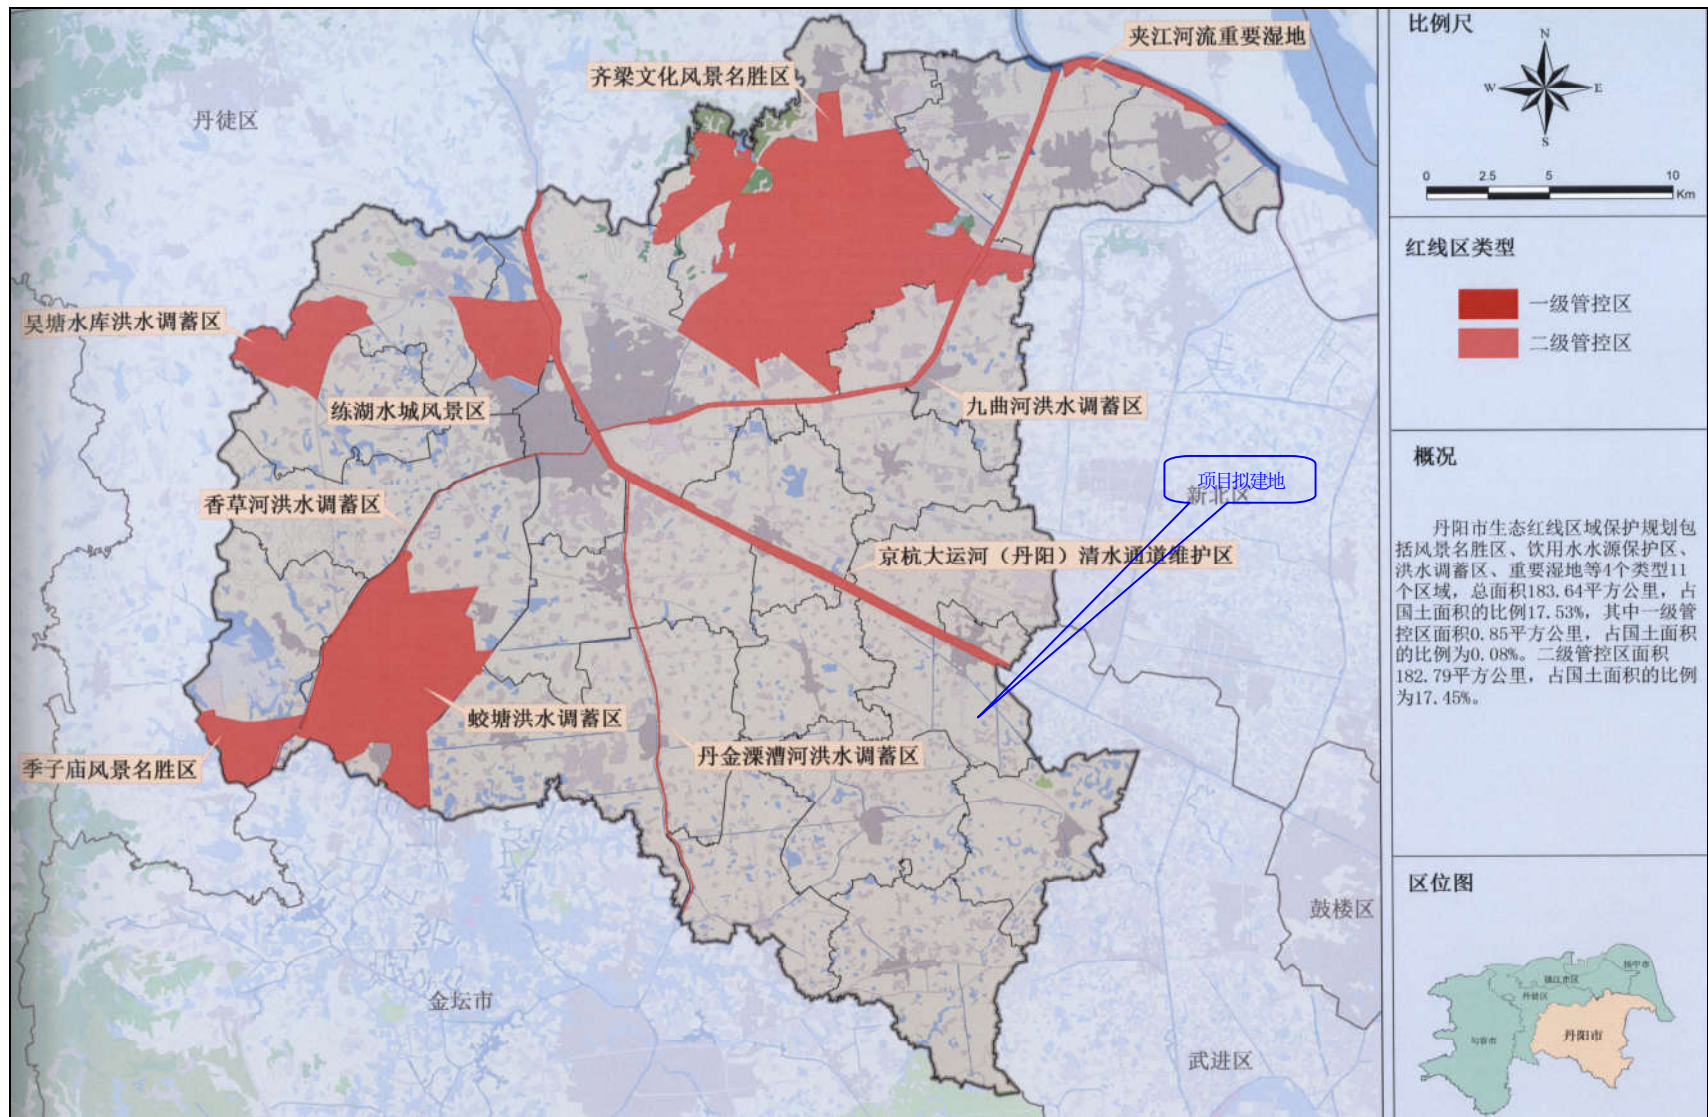 夹江河流重要湿地
齐梁文化风景名胜区
丹徒区
吴塘水库洪水调蓄区
练湖水城风景区
九曲河洪水调蓄区
项目拟建地
新北区
香草河洪水调蓄区
京杭大运河（丹阳）清水通道维护区
蛟塘洪水调蓄区
丹金溧漕河洪水调蓄区
季子庙风景名胜区
鼓楼区
金坛市
武进区
比例尺
N
W
E
S
0 2.5 5 10
Km
红线区类型
一级管控区
二级管控区
概况
丹阳市生态红线区域保护规划包
括风景名胜区、饮用水水源保护区、
洪水调蓄区、重要湿地等4个类型11
个区域，总面积183.64平方公里，占
国土面积的比例17.53%，其中一级管
控区面积0.85平方公里，占国土面积
的比例为0.08%。二级管控区面积
182.79平方公里，占国土面积的比例
为17.45%。
区位图
扬中市
镇江市区
丹徒区
句容市
丹阳市